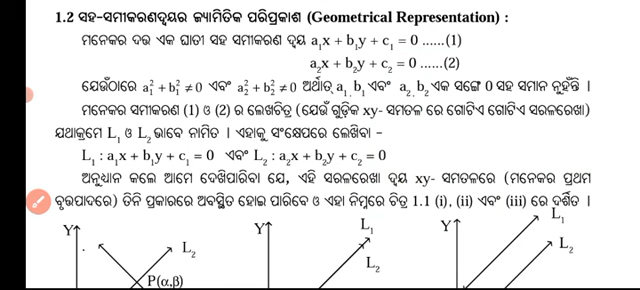 1.2 ସହ-ସମୀକରଣଦ୍ୱୟର ଜ୍ୟାମିତିକ ପରିପ୍ରକାଶ (Geometrical Representation) :
ମନେକର ଦତ୍ତ ଏକ ଘାତୀ ସହ ସମୀକରଣ ଦ୍ୱୟ a₁x + b₁y + c₁ = 0 ......(1)
a₂x + b₂y + c₂ = 0 ......(2)
ଯେଉଁଠାରେ a₁² + b₁² ≠ 0 ଏବଂ a₂² + b₂² ≠ 0 ଅର୍ଥାତ୍ a₁, b₁ ଏବଂ a₂, b₂ ଏକ ସଙ୍ଗେ 0 ସହ ସମାନ ନୁହଁନ୍ତି ।
ମନେକର ସମୀକରଣ (1) ଓ (2) ର ଲେଖଚିତ୍ର (ଯେଉଁ ଗୁଡ଼ିକ xy- ସମତଳ ରେ ଗୋଟିଏ ଗୋଟିଏ ସରଳରେଖା)
ଯଥାକ୍ରମେ L₁ ଓ L₂ ଭାବେ ନାମିତ । ଏହାକୁ ସଂକ୍ଷେପରେ ଲେଖିବା –
L₁ : a₁x + b₁y + c₁ = 0 ଏବଂ L₂ : a₂x + b₂y + c₂ = 0
ଅନୁଧ୍ୟାନ କଲେ ଆମେ ଦେଖିପାରିବା ଯେ, ଏହି ସରଳରେଖା ଦ୍ୱୟ xy- ସମତଳରେ (ମନେକର ପ୍ରଥମ
ବୃତ୍ତପାଦରେ) ତିନି ପ୍ରକାରରେ ଅବସ୍ଥିତ ହୋଇ ପାରିବେ ଓ ଏହା ନିମ୍ନରେ ଚିତ୍ର 1.1 (i), (ii) ଏବଂ (iii) ରେ ଦର୍ଶିତ ।
Y L₂ P(α,β)
Y L₁ L₂
Y L₁ L₂